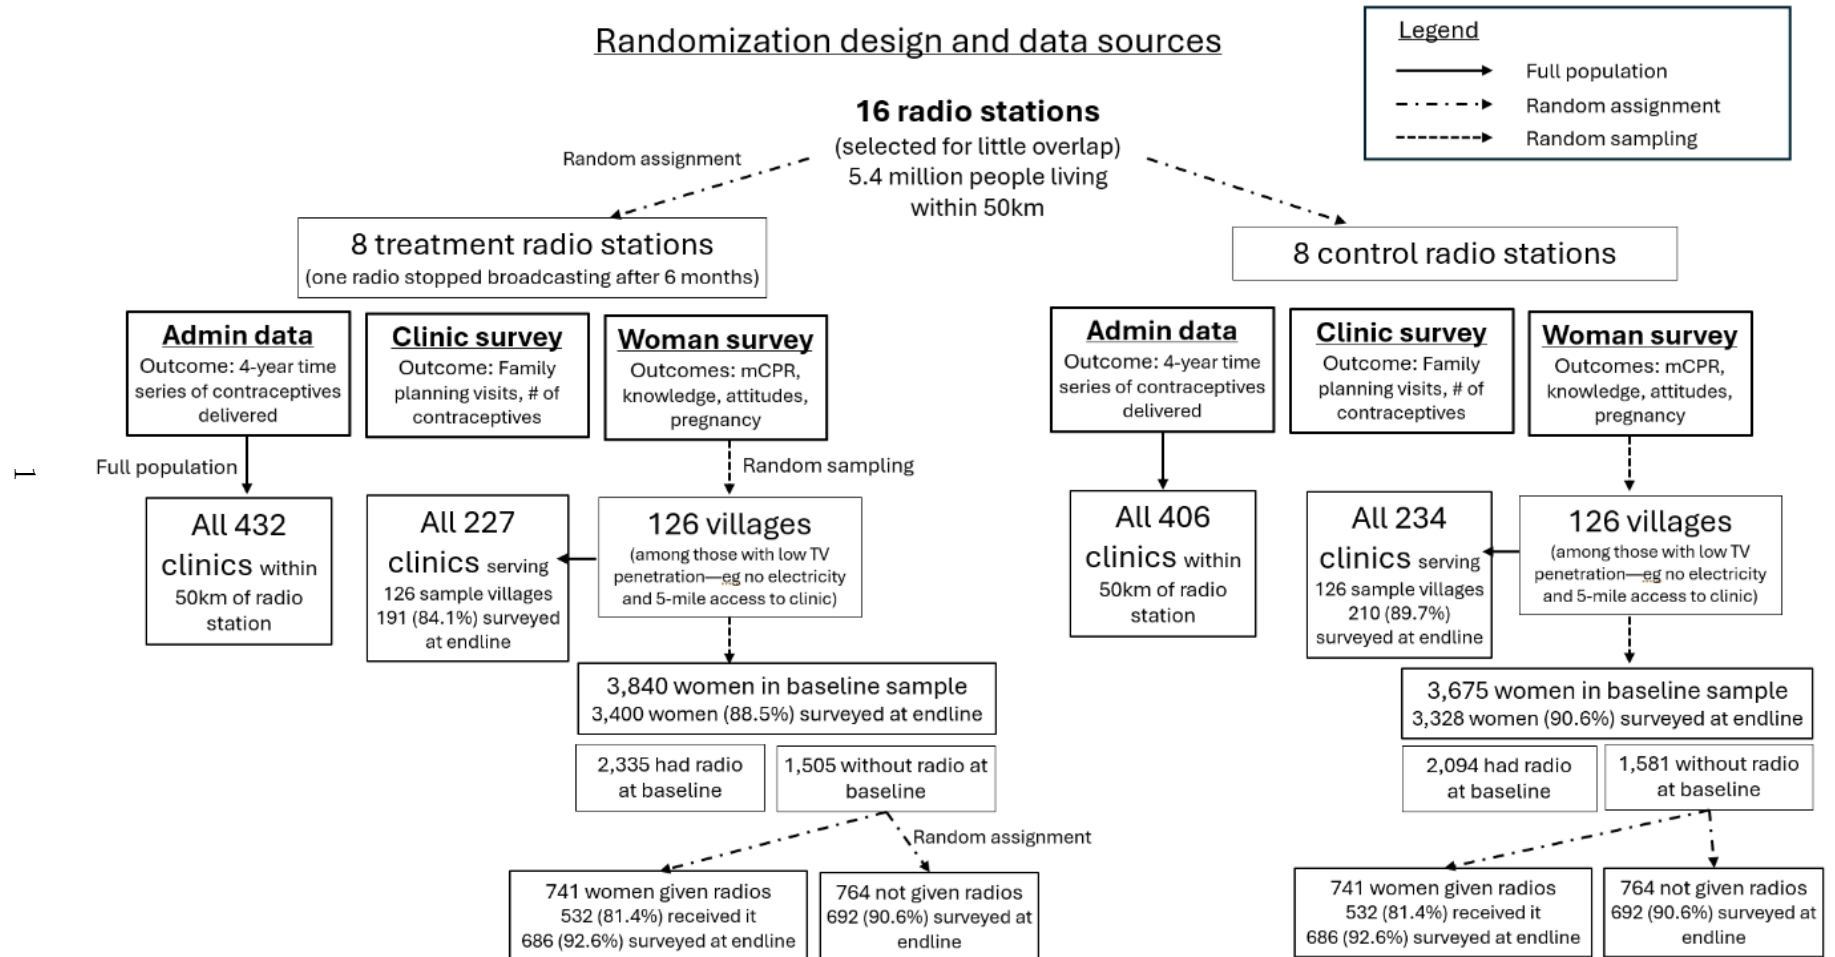 Randomization design and data sources
Legend
Full population
Random assignment
Random sampling
16 radio stations
(selected for little overlap)
5.4 million people living
within 50km
Random assignment
8 treatment radio stations
(one radio stopped broadcasting after 6 months)
8 control radio stations
Admin data
Outcome: 4-year time
series of contraceptives
delivered
Clinic survey
Outcome: Family
planning visits, # of
contraceptives
Woman survey
Outcomes: mCPR,
knowledge, attitudes,
pregnancy
Admin data
Outcome: 4-year time
series of contraceptives
delivered
Clinic survey
Outcome: Family
planning visits, # of
contraceptives
Woman survey
Outcomes: mCPR,
knowledge, attitudes,
pregnancy
1
Full population
Random sampling
All 432
clinics within
50km of radio
station
All 227
clinics serving
126 sample villages
191 (84.1%) surveyed
at endline
126 villages
(among those with low TV
penetration—eg no electricity
and 5-mile access to clinic)
All 406
clinics within
50km of radio
station
All 234
clinics serving
126 sample villages
210 (89.7%)
surveyed at endline
126 villages
(among those with low TV
penetration—eg no electricity
and 5-mile access to clinic)
3,840 women in baseline sample
3,400 women (88.5%) surveyed at endline
3,675 women in baseline sample
3,328 women (90.6%) surveyed at endline
2,335 had radio
at baseline
1,505 without radio at
baseline
2,094 had radio
at baseline
1,581 without radio
at baseline
Random assignment
741 women given radios
532 (81.4%) received it
686 (92.6%) surveyed at endline
764 not given radios
692 (90.6%) surveyed at
endline
741 women given radios
532 (81.4%) received it
686 (92.6%) surveyed at endline
764 not given radios
692 (90.6%) surveyed at
endline